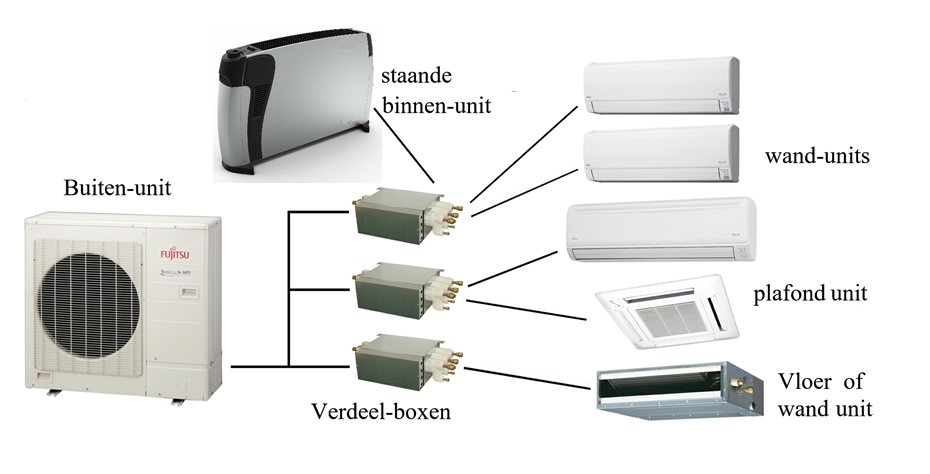 staande
binnen-unit
wand-units
Buiten-unit
FUJITSU
plafond unit
Vloer of
wand unit
Verdeel-boxen